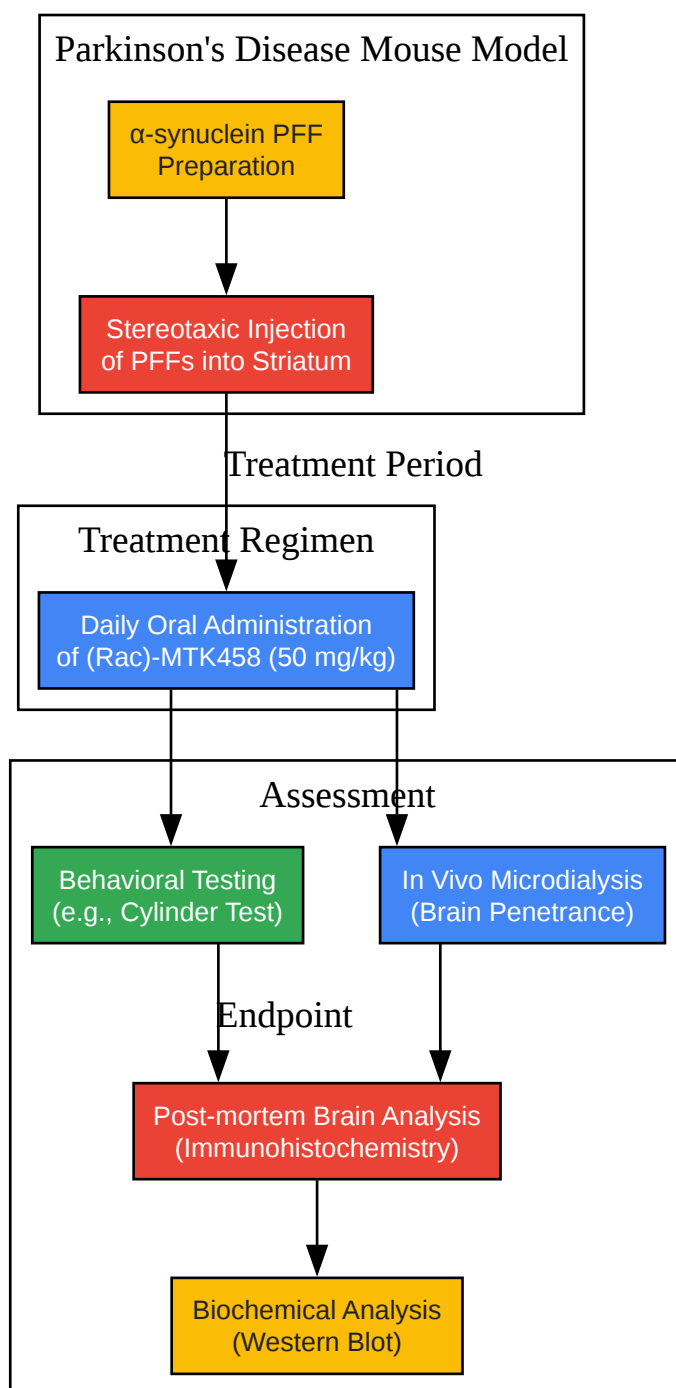 Parkinson's Disease Mouse Model
α-synuclein PFF
Preparation
Stereotaxic Injection
of PFFs into Striatum
Treatment Period
Treatment Regimen
Daily Oral Administration
of (Rac)-MTK458 (50 mg/kg)
Assessment
Behavioral Testing
(e.g., Cylinder Test)
In Vivo Microdialysis
(Brain Penetrance)
Endpoint
Post-mortem Brain Analysis
(Immunohistochemistry)
Biochemical Analysis
(Western Blot)